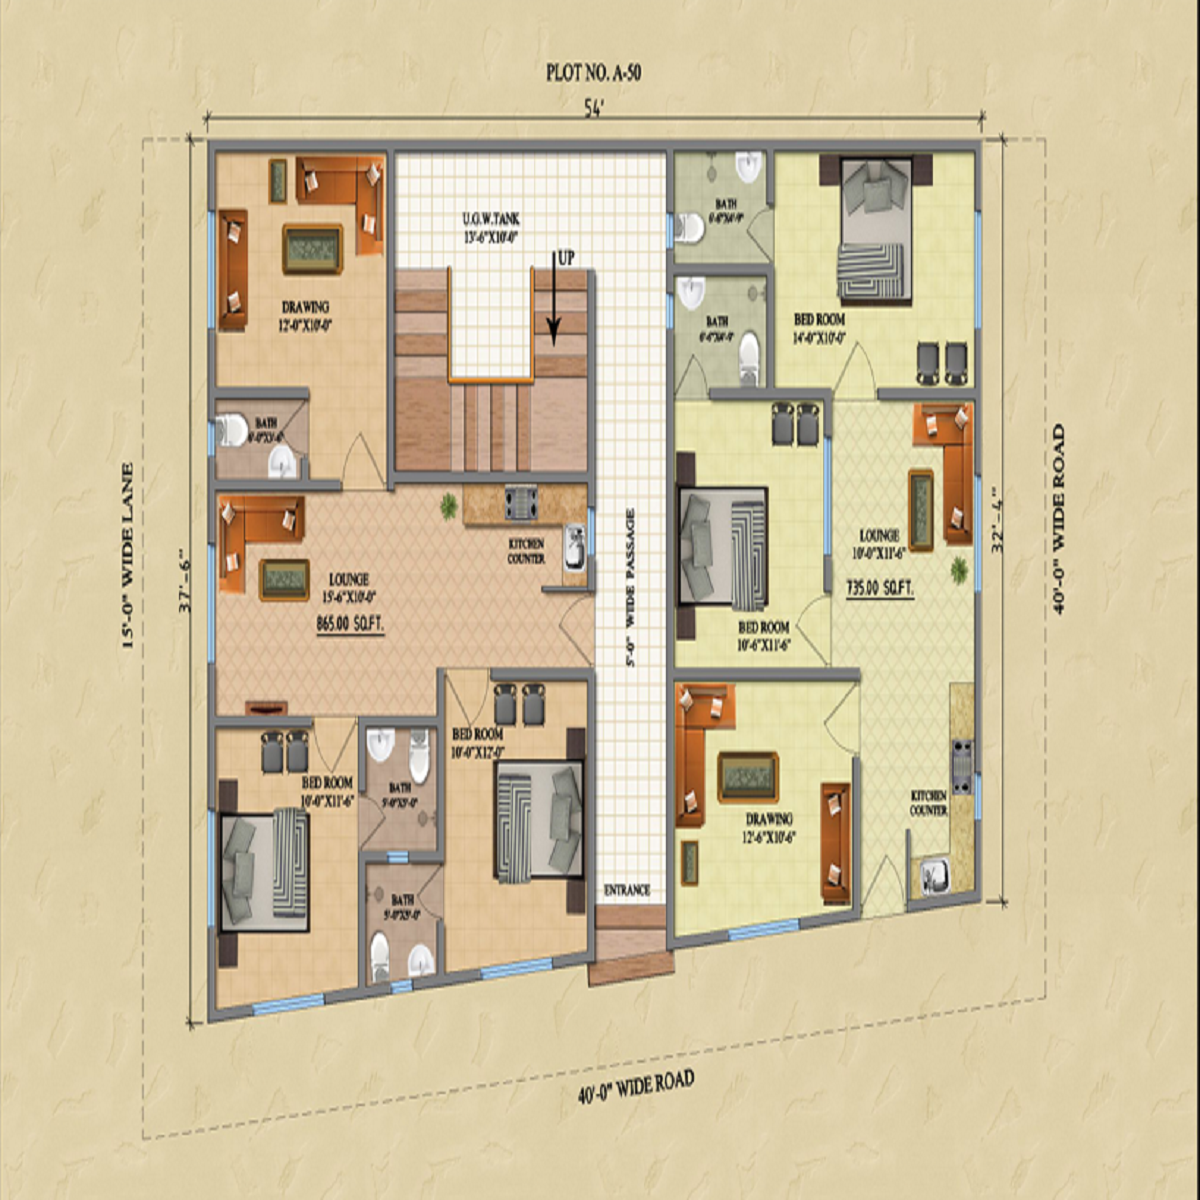 PLOT NO. A-50
54'
U.G.W.TANK
13'-6"X10'-0"
UP
BATH
6'-6"X4'-9"
BED ROOM
14'-0"X10'-0"
DRAWING
12'-0"X10'-0"
BATH
6'-6"X4'-9"
BATH
LOUNGE
10'-0"X11'-6"
735.00 SQ.FT.
KITCHEN
COUNTER
LOUNGE
15'-6"X10'-0"
865.00 SQ.FT.
5'-0" WIDE PASSAGE
BED ROOM
10'-6"X11'-6"
15'-0" WIDE LANE
37'-6"
32'-4"
40'-0" WIDE ROAD
BED ROOM
10'-0"X12'-0"
BED ROOM
10'-0"X11'-6"
BATH
5'-0"X5'-0"
DRAWING
12'-6"X10'-6"
KITCHEN
COUNTER
BATH
5'-0"X5'-0"
ENTRANCE
40'-0" WIDE ROAD